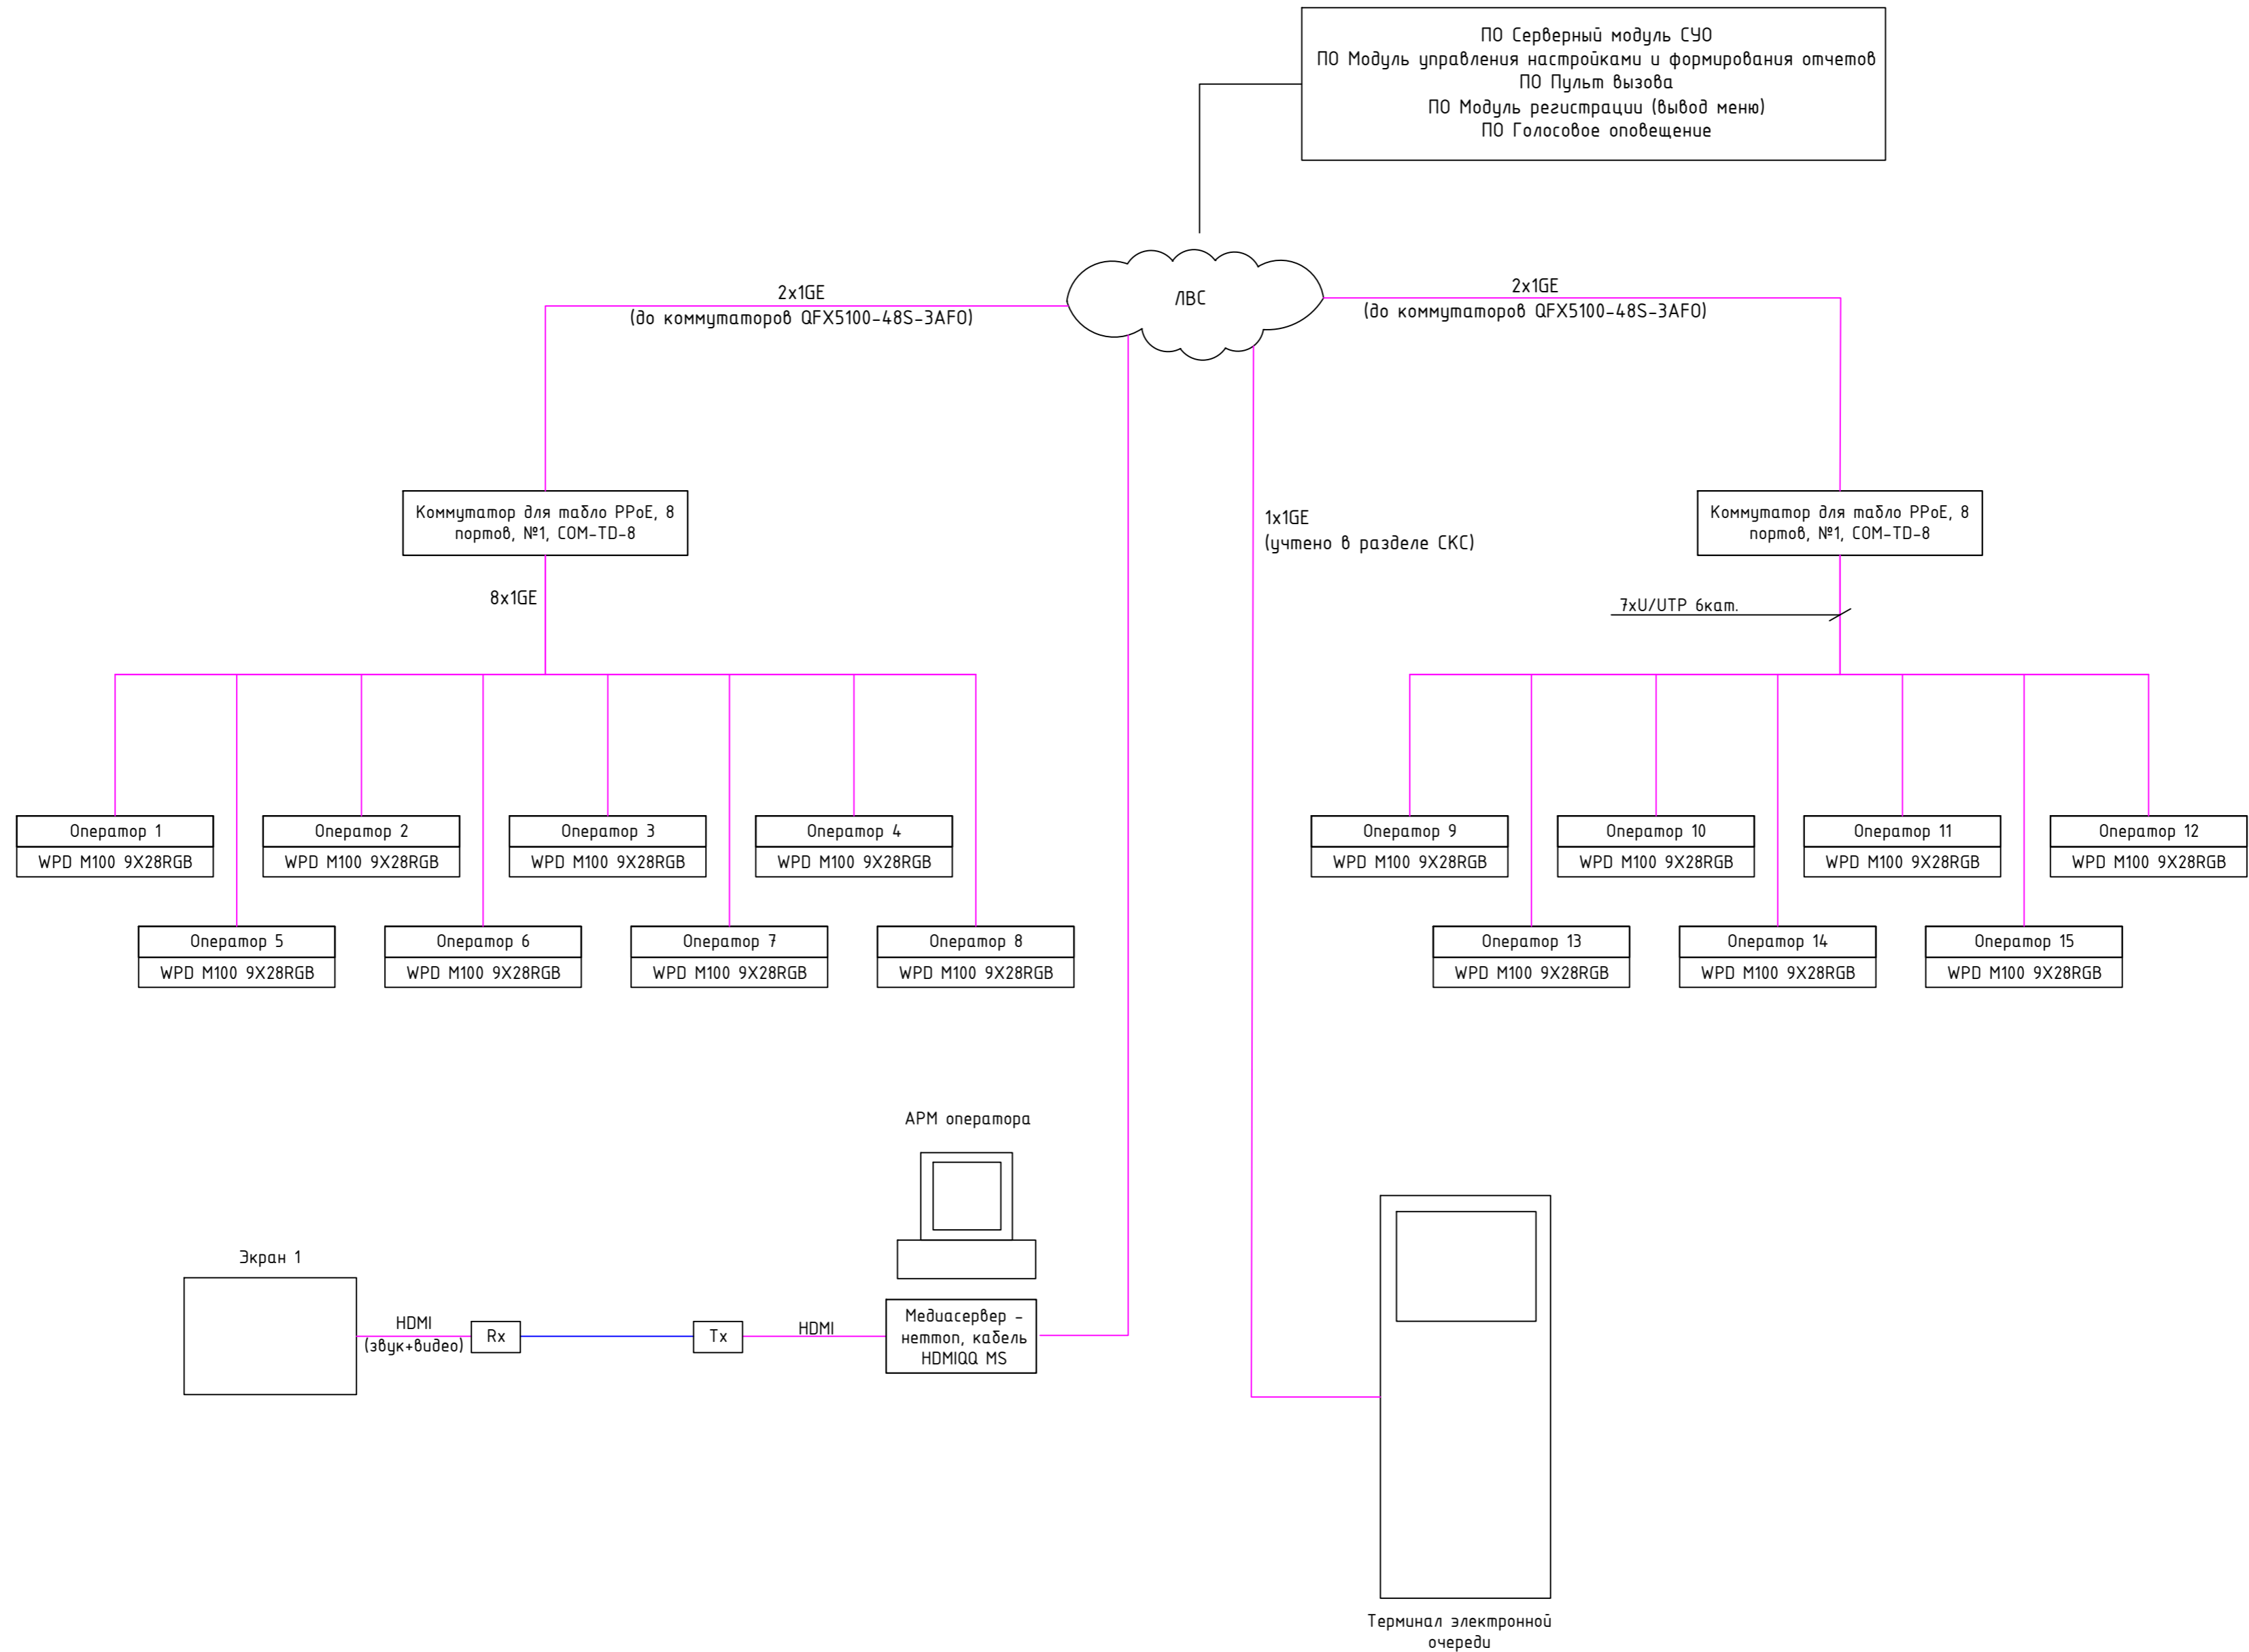 ПО Серверный модуль СУО
ПО Модуль управления настройками и формирования отчетов
ПО Пульт вызова
ПО Модуль регистрации (вывод меню)
ПО Голосовое оповещение
ЛВС
2x1GE
(до коммутаторов QFX5100-48S-3AFO)
2x1GE
(до коммутаторов QFX5100-48S-3AFO)
Коммутатор для табло PPoE, 8
портов, №1, COM-TD-8
1x1GE
(учтено в разделе СКС)
Коммутатор для табло PPoE, 8
портов, №1, COM-TD-8
8x1GE
7xU/UTP 6кат.
Оператор 1
WPD M100 9X28RGB
Оператор 2
WPD M100 9X28RGB
Оператор 3
WPD M100 9X28RGB
Оператор 4
WPD M100 9X28RGB
Оператор 5
WPD M100 9X28RGB
Оператор 6
WPD M100 9X28RGB
Оператор 7
WPD M100 9X28RGB
Оператор 8
WPD M100 9X28RGB
Оператор 9
WPD M100 9X28RGB
Оператор 10
WPD M100 9X28RGB
Оператор 11
WPD M100 9X28RGB
Оператор 12
WPD M100 9X28RGB
Оператор 13
WPD M100 9X28RGB
Оператор 14
WPD M100 9X28RGB
Оператор 15
WPD M100 9X28RGB
АРМ оператора
Экран 1
HDMI
(звук+видео)
Rx
Tx
HDMI
Медиасервер -
неттоп, кабель
HDMIQQ MS
Терминал электронной
очереди